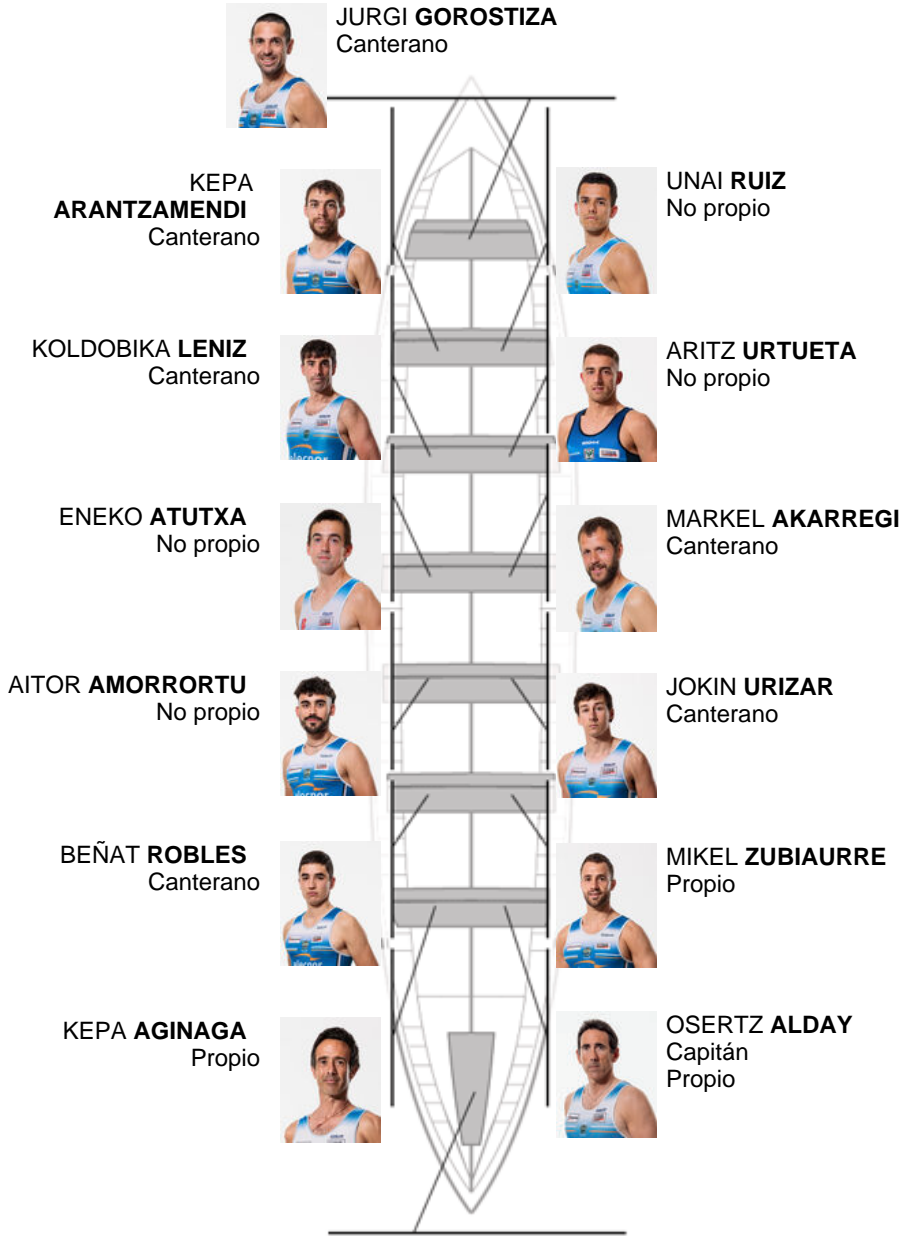 JURGI GOROSTIZA
Canterano
KEPA
ARANTZAMENDI
Canterano
UNAI RUIZ
No propio
KOLDOBIKA LENIZ
Canterano
ARITZ URTUETA
No propio
ENEKO ATUTXA
No propio
MARKEL AKARREGI
Canterano
AITOR AMORRORTU
No propio
JOKIN URIZAR
Canterano
BEÑAT ROBLES
Canterano
MIKEL ZUBIAURRE
Propio
KEPA AGINAGA
Propio
OSERTZ ALDAY
Capitán
Propio